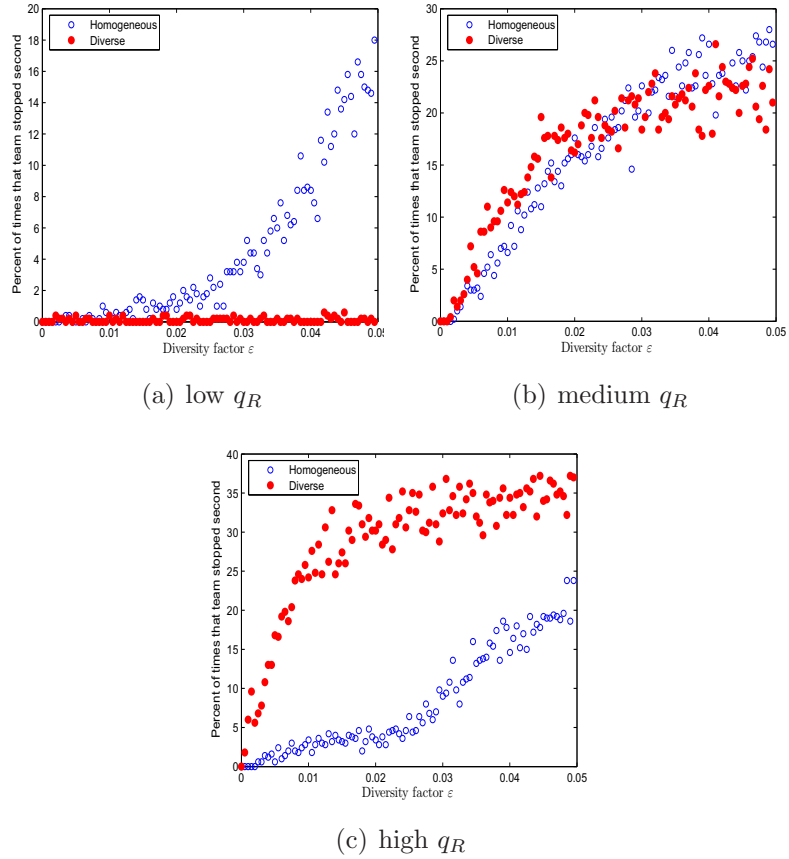 Percent of times that team stopped second
20
18
16
14
12
10
8
6
4
2
0
Homogeneous
Diverse
0 0.01 0.02 0.03 0.04 0.05
Diversity factor ε
(a) low q_R
Percent of times that team stopped second
30
25
20
15
10
5
0
Homogeneous
Diverse
0 0.01 0.02 0.03 0.04 0.05
Diversity factor ε
(b) medium q_R
Percent of times that team stopped second
40
35
30
25
20
15
10
5
0
Homogeneous
Diverse
0 0.01 0.02 0.03 0.04 0.05
Diversity factor ε
(c) high q_R